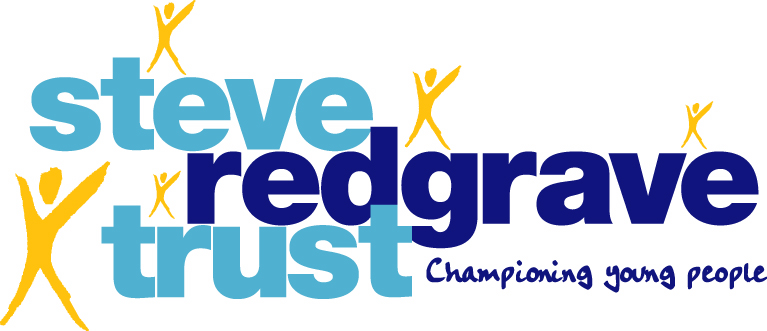 steve
redgrave
trust
Championing young people